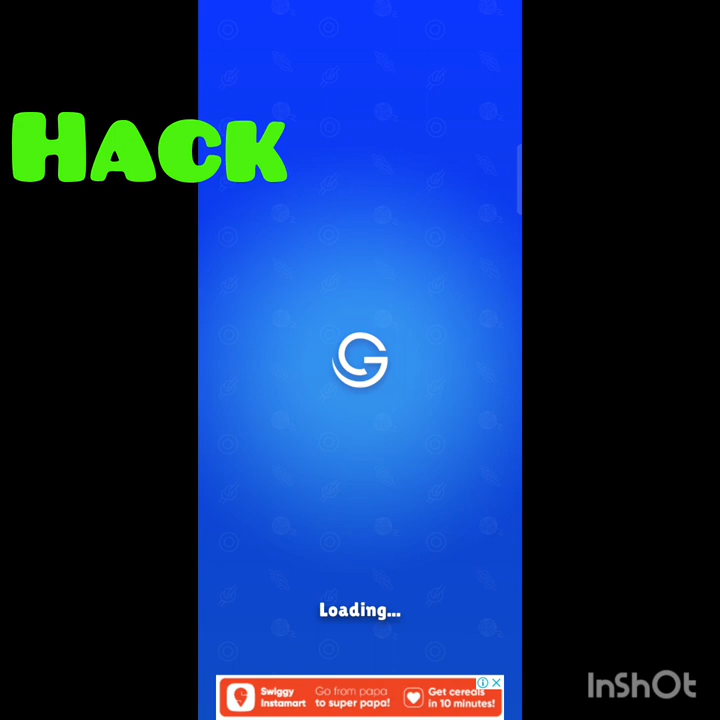 HACK
G
Loading...
Swiggy
Instamart
Go from papa
to super papa!
Get cereals
in 10 minutes!
InShOt